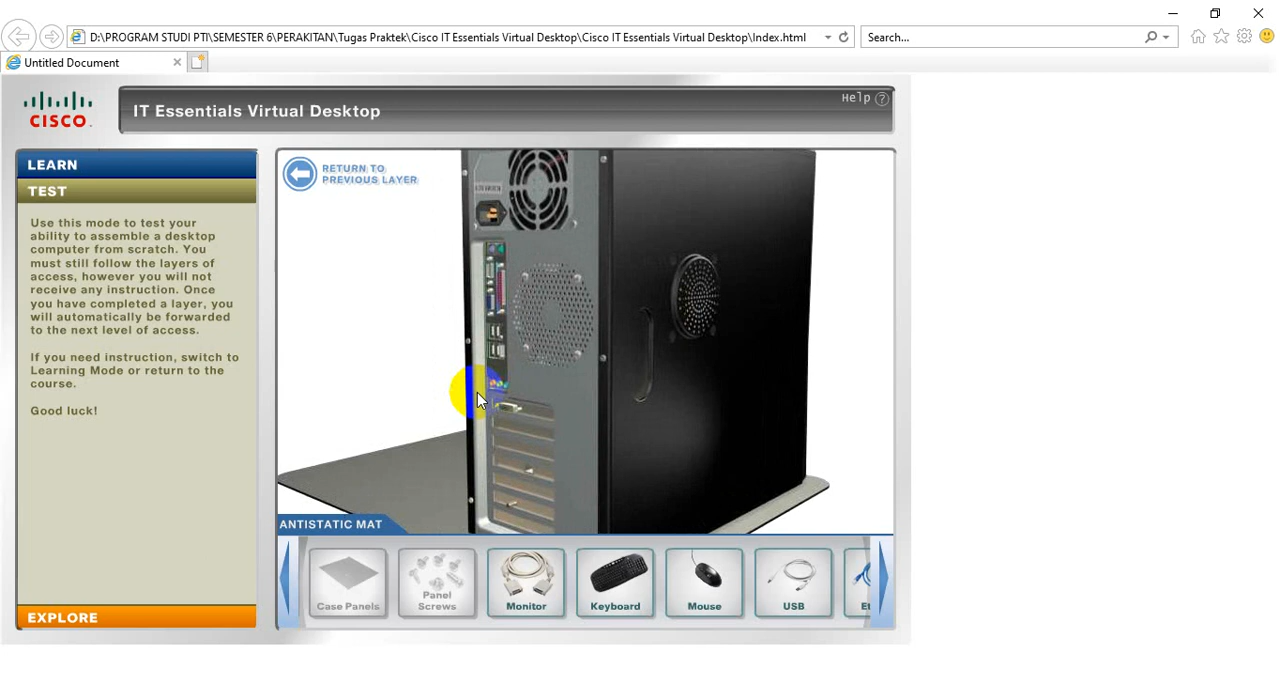 D:\PROGRAM STUDI PTI\SEMESTER 6\PERAKITAN\Tugas Praktek\Cisco IT Essentials Virtual Desktop\Cisco IT Essentials Virtual Desktop\Index.html
Search...
Untitled Document
CISCO.
IT Essentials Virtual Desktop
Help ?
LEARN
TEST
Use this mode to test your
ability to assemble a desktop
computer from scratch. You
must still follow the layers of
access, however you will not
receive any instruction. Once
you have completed a layer, you
will automatically be forwarded
to the next level of access.
If you need instruction, switch to
Learning Mode or return to the
course.
Good luck!
EXPLORE
RETURN TO
PREVIOUS LAYER
ANTISTATIC MAT
Case Panels
Panel
Screws
Monitor
Keyboard
Mouse
USB